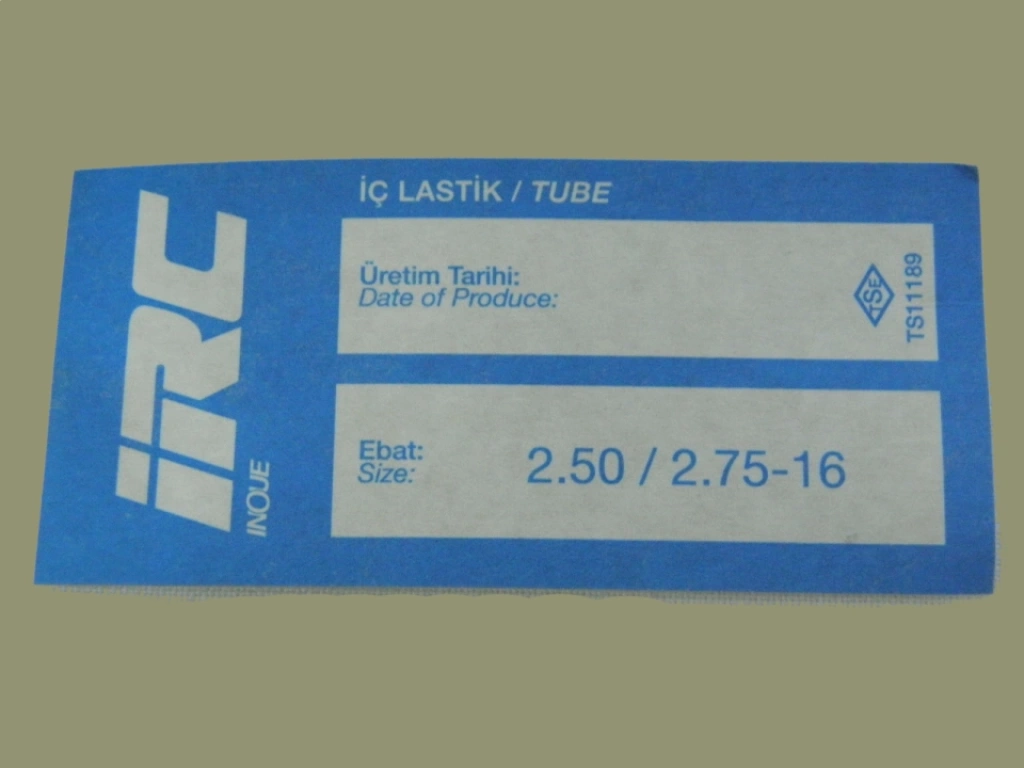 iRC
INOUE
İÇ LASTİK / TUBE
Üretim Tarihi:
Date of Produce:
TSE
TS11189
Ebat:
Size:
2.50 / 2.75-16